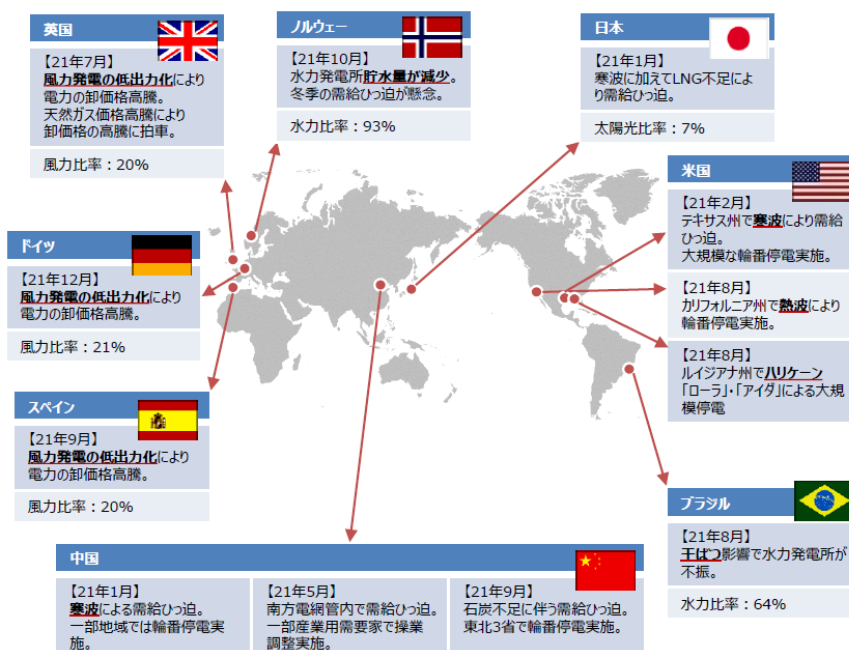 英国
【21年7月】
風力発電の低出力化により
電力の卸価格高騰。
天然ガス価格高騰により
卸価格の高騰に拍車。
風力比率：20%
ノルウェー
【21年10月】
水力発電所貯水量が減少。
冬季の需給ひっ迫が懸念。
水力比率：93%
日本
【21年1月】
寒波に加えてLNG不足によ
り需給ひっ迫。
太陽光比率：7%
米国
【21年2月】
テキサス州で寒波により需給
ひっ迫。
大規模な輪番停電実施。
【21年8月】
カリフォルニア州で熱波により
輪番停電実施。
【21年8月】
ルイジアナ州でハリケーン
「ローラ」・「アイダ」による大規
模停電
ドイツ
【21年12月】
風力発電の低出力化により
電力の卸価格高騰。
風力比率：21%
スペイン
【21年9月】
風力発電の低出力化により
電力の卸価格高騰。
風力比率：20%
ブラジル
【21年8月】
干ばつ影響で水力発電所が
不振。
水力比率：64%
中国
【21年1月】
寒波による需給ひっ迫。
一部地域では輪番停電実
施。
【21年5月】
南方電網管内で需給ひっ迫。
一部産業用需要家で操業
調整実施。
【21年9月】
石炭不足に伴う需給ひっ迫。
東北3省で輪番停電実施。